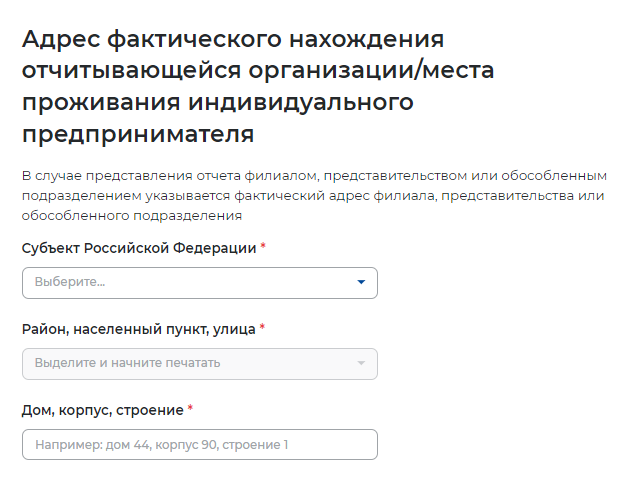 Адрес фактического нахождения
отчитывающейся организации/места
проживания индивидуального
предпринимателя
В случае представления отчета филиалом, представительством или обособленным
подразделением указывается фактический адрес филиала, представительства или
обособленного подразделения
Субъект Российской Федерации *
Выберите...
Район, населенный пункт, улица *
Выделите и начните печатать
Дом, корпус, строение *
Например: дом 44, корпус 90, строение 1